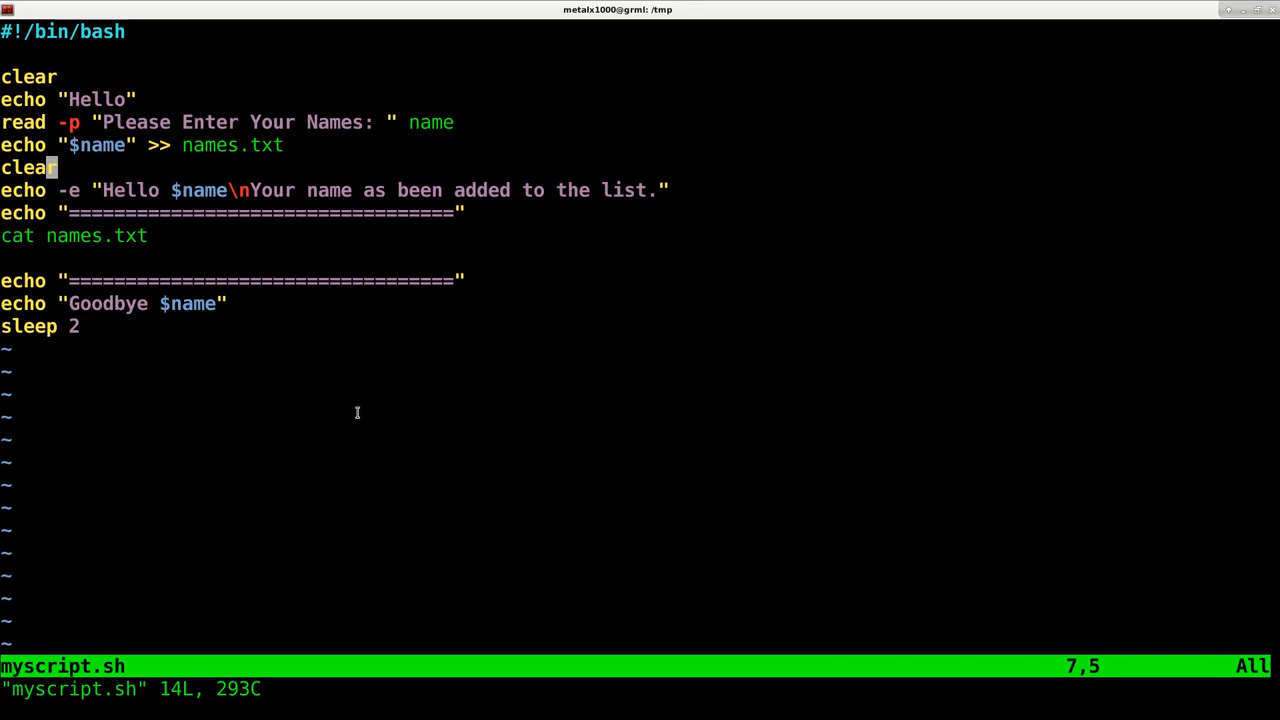 metalx1000@grml: /tmp
#!/bin/bash
clear
echo "Hello"
read -p "Please Enter Your Names: " name
echo "$name" >> names.txt
clear
echo -e "Hello $name\nYour name as been added to the list."
echo "=================================="
cat names.txt
echo "=================================="
echo "Goodbye $name"
sleep 2
~
~
~
~
~
~
~
~
~
~
~
~
~
~
myscript.sh 7,5 All
"myscript.sh" 14L, 293C